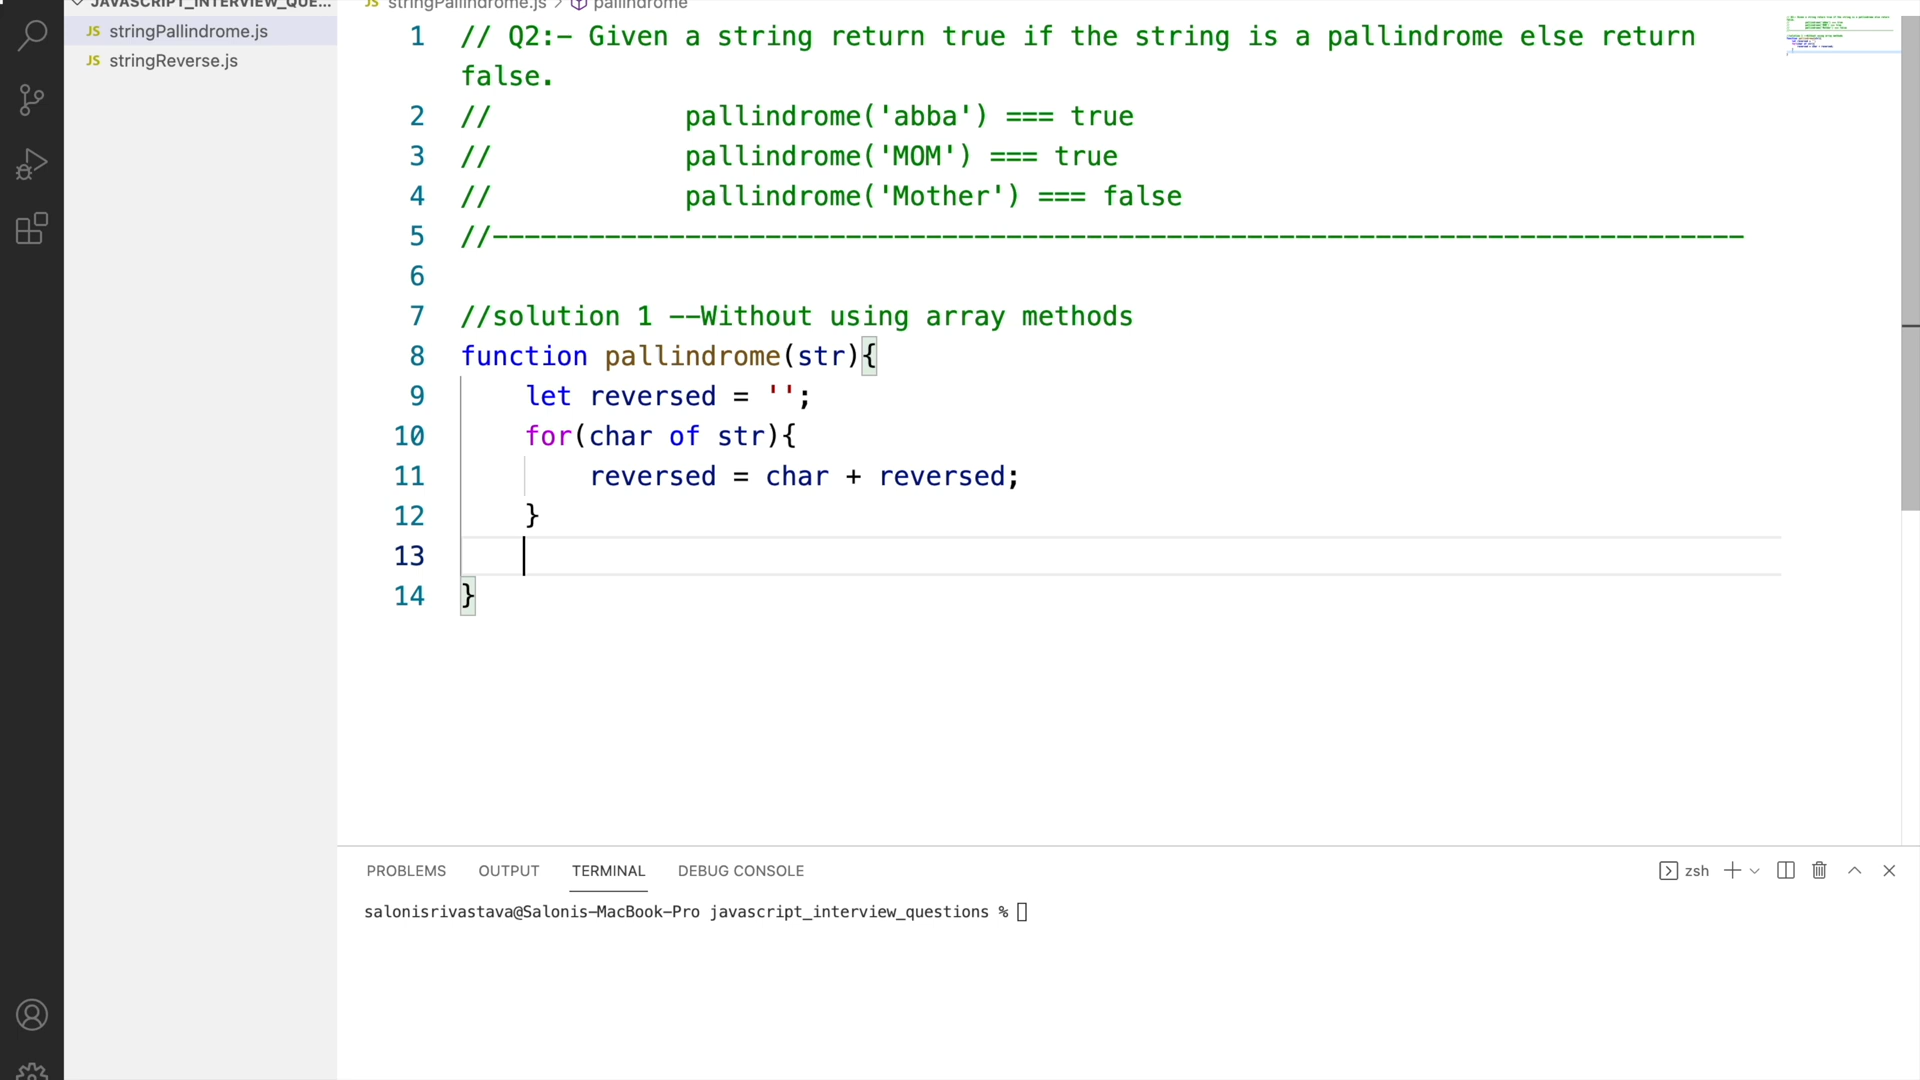 JAVASCRIPT_INTERVIEW_QUE...
JS stringPallindrome.js
JS stringReverse.js
JS stringPallindrome.js > pallindrome
1 // Q2:- Given a string return true if the string is a pallindrome else return
false.
2 // pallindrome('abba') === true
3 // pallindrome('MOM') === true
4 // pallindrome('Mother') === false
5 //------------------------------------------------------------------------------
6
7 //solution 1 --Without using array methods
8 function pallindrome(str){
9 let reversed = '';
10 for(char of str){
11 reversed = char + reversed;
12 }
13
14 }
PROBLEMS OUTPUT TERMINAL DEBUG CONSOLE zsh
salonisrivastava@Salonis-MacBook-Pro javascript_interview_questions %